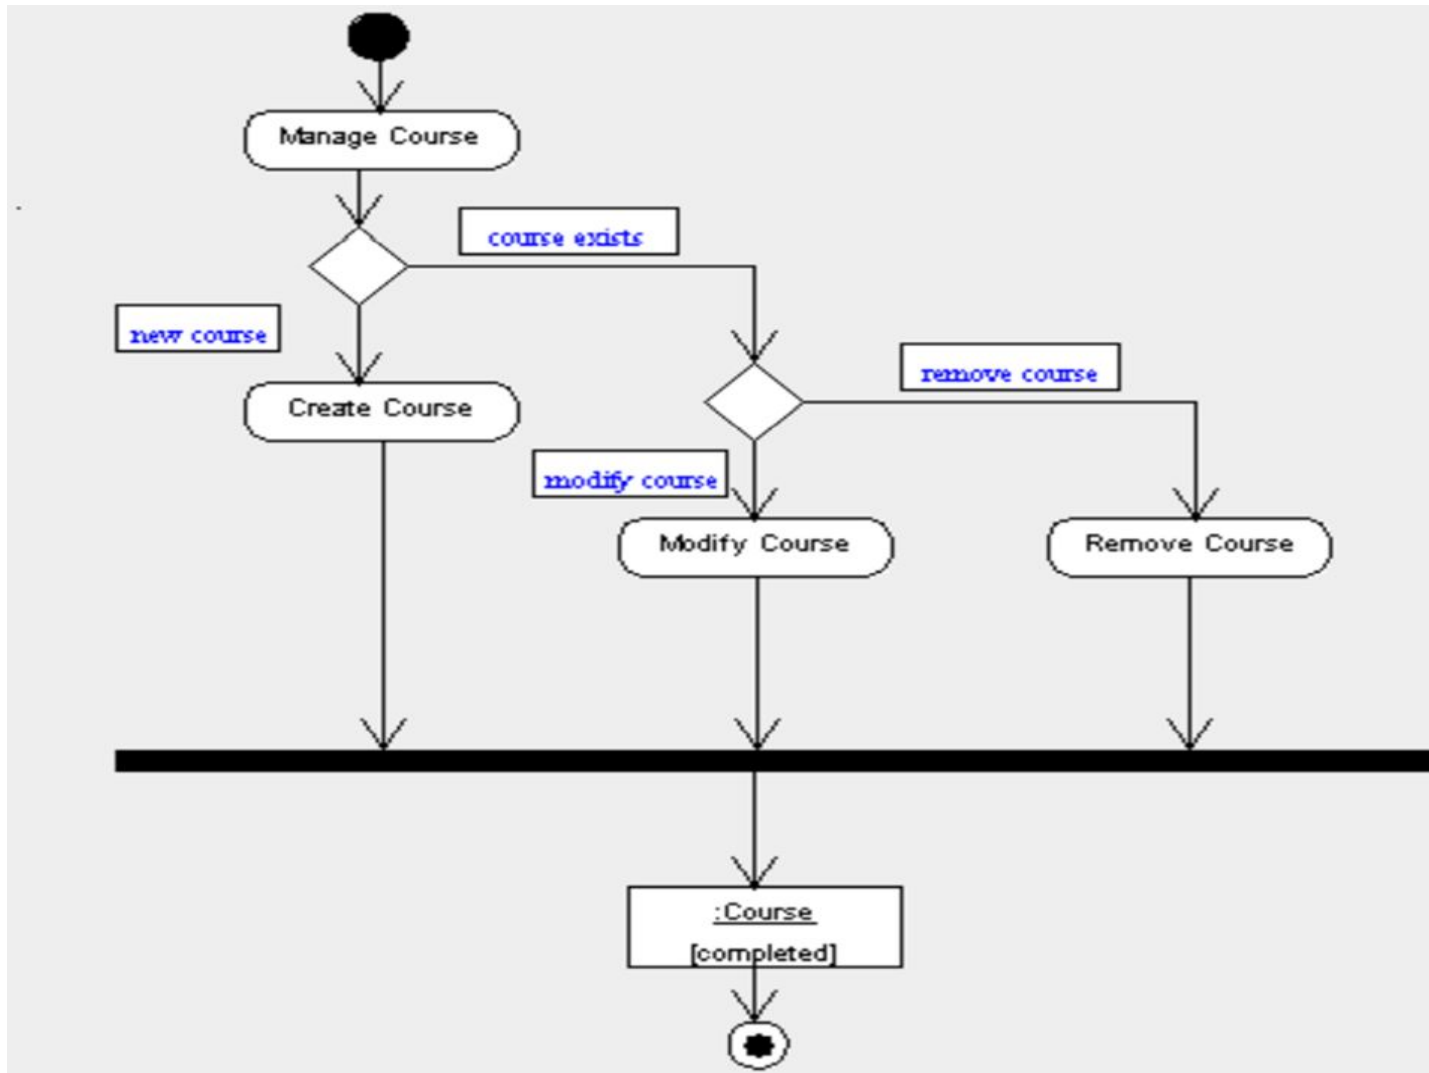 Manage Course
course exists
new course
remove course
Create Course
modify course
Modify Course
Remove Course
:Course
[completed]